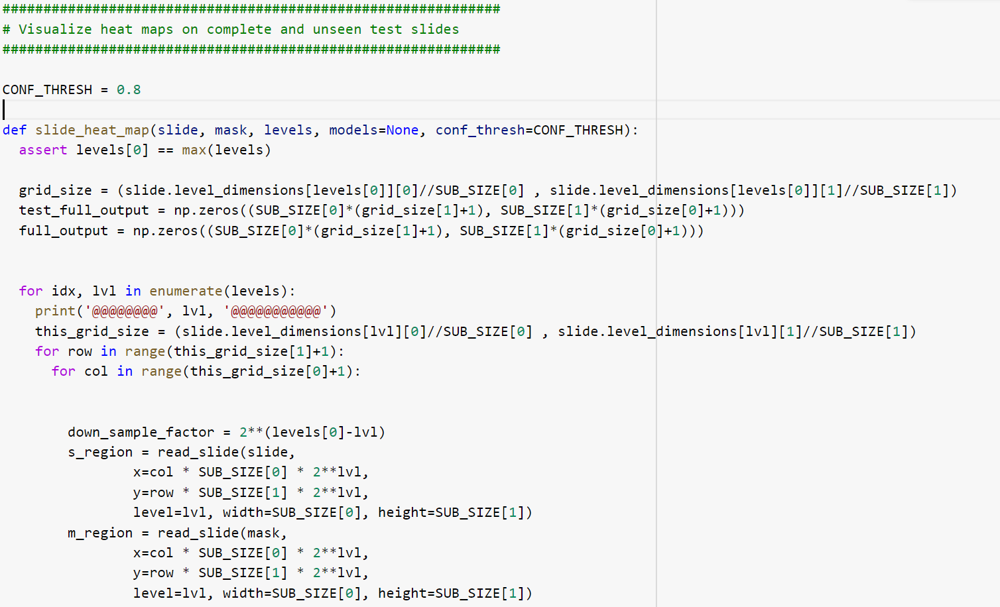 #############################################################
# Visualize heat maps on complete and unseen test slides
#############################################################
CONF_THRESH = 0.8
def slide_heat_map(slide, mask, levels, models=None, conf_thresh=CONF_THRESH):
  assert levels[0] == max(levels)
  grid_size = (slide.level_dimensions[levels[0]][0]//SUB_SIZE[0] , slide.level_dimensions[levels[0]][1]//SUB_SIZE[1])
  test_full_output = np.zeros((SUB_SIZE[0]*(grid_size[1]+1), SUB_SIZE[1]*(grid_size[0]+1)))
  full_output = np.zeros((SUB_SIZE[0]*(grid_size[1]+1), SUB_SIZE[1]*(grid_size[0]+1)))
  for idx, lvl in enumerate(levels):
    print('@@@@@@@@', lvl, '@@@@@@@@@@@')
    this_grid_size = (slide.level_dimensions[lvl][0]//SUB_SIZE[0] , slide.level_dimensions[lvl][1]//SUB_SIZE[1])
    for row in range(this_grid_size[1]+1):
      for col in range(this_grid_size[0]+1):
        down_sample_factor = 2**(levels[0]-lvl)
        s_region = read_slide(slide,
                x=col * SUB_SIZE[0] * 2**lvl,
                y=row * SUB_SIZE[1] * 2**lvl,
                level=lvl, width=SUB_SIZE[0], height=SUB_SIZE[1])
        m_region = read_slide(mask,
                x=col * SUB_SIZE[0] * 2**lvl,
                y=row * SUB_SIZE[1] * 2**lvl,
                level=lvl, width=SUB_SIZE[0], height=SUB_SIZE[1])